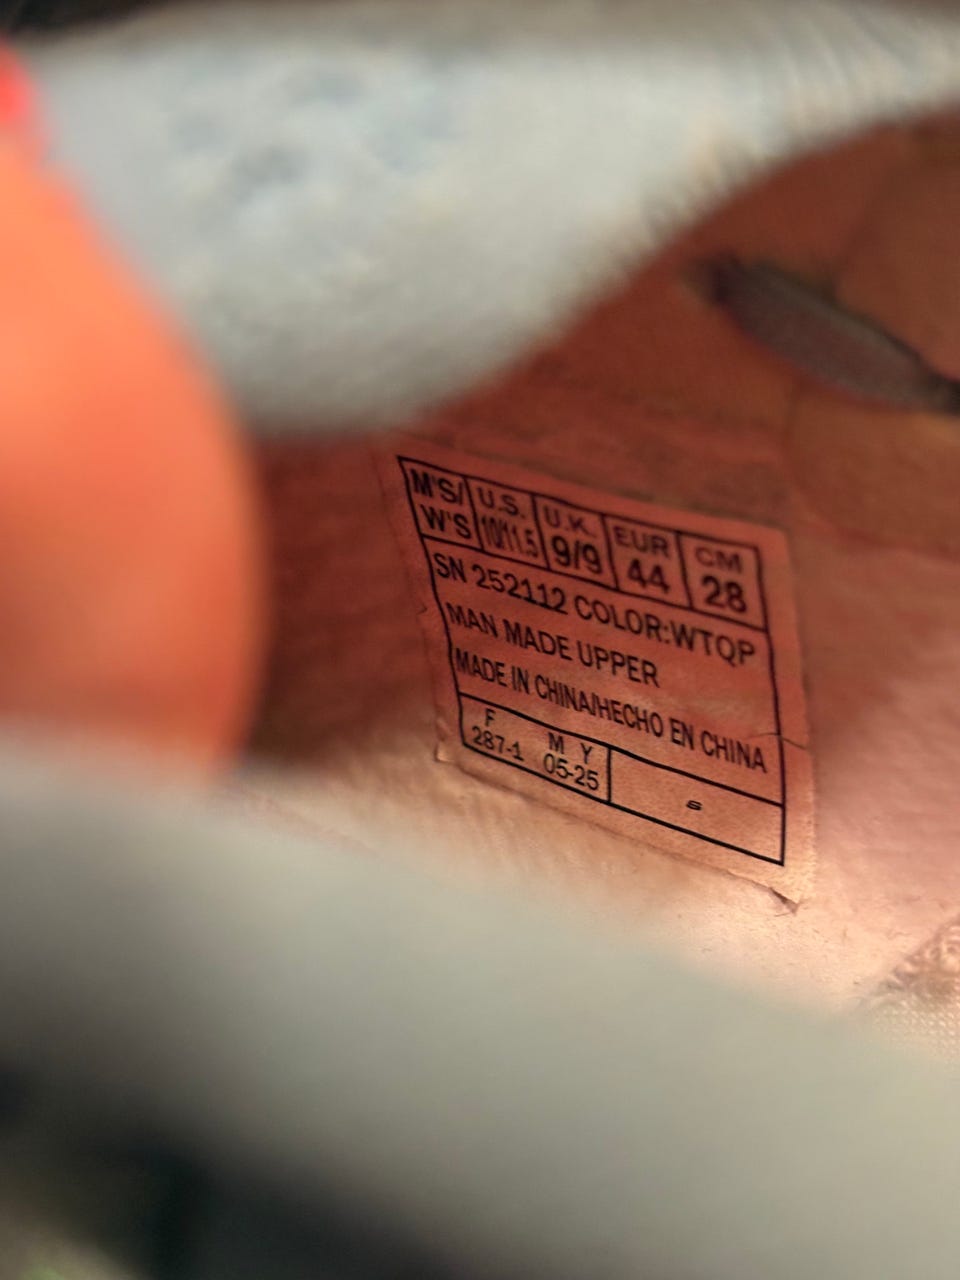 M'S/ U.S. U.K. EUR CM
W'S 10/11.5 9/9 44 28
SN 252112 COLOR:WTQP
MAN MADE UPPER
MADE IN CHINA/HECHO EN CHINA
F M Y
287-1 05-25 s